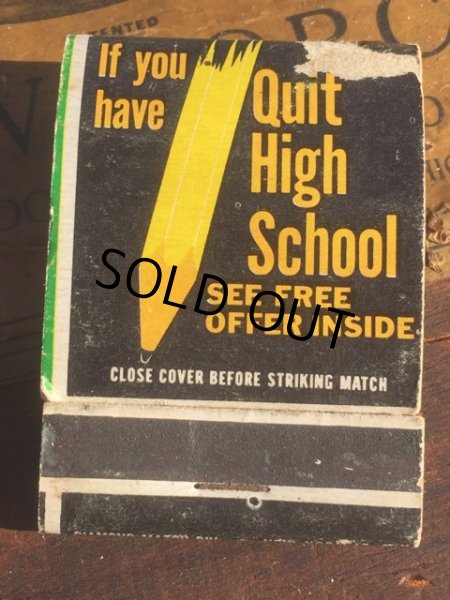 If you
have
Quit
High
School
SEE FREE
OFFER INSIDE
CLOSE COVER BEFORE STRIKING MATCH
SOLD OUT